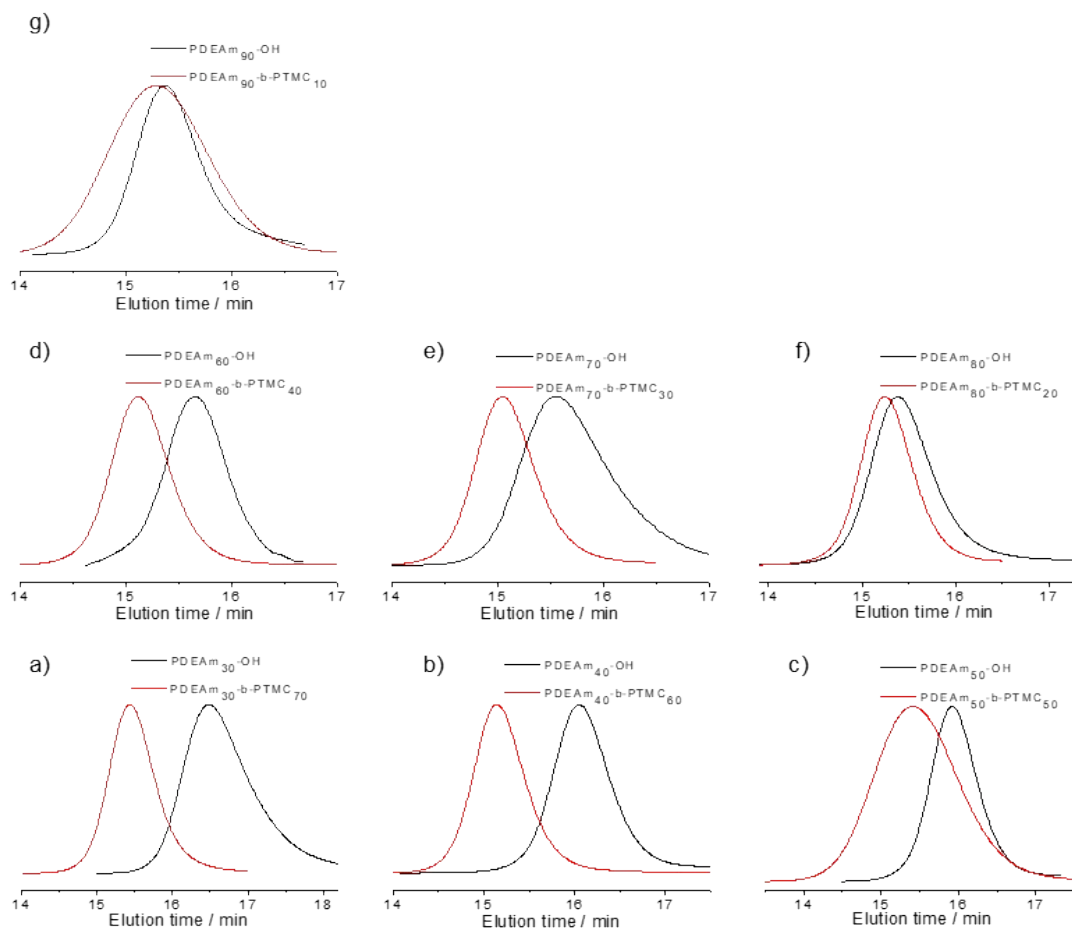 g)
PDEAm90-OH
PDEAm90-b-PTMC10
14 15 16 17
Elution time / min
d)
PDEAm60-OH
PDEAm60-b-PTMC40
14 15 16 17
Elution time / min
e)
PDEAm70-OH
PDEAm70-b-PTMC30
14 15 16 17
Elution time / min
f)
PDEAm80-OH
PDEAm80-b-PTMC20
14 15 16 17
Elution time / min
a)
PDEAm30-OH
PDEAm30-b-PTMC70
14 15 16 17 18
Elution time / min
b)
PDEAm40-OH
PDEAm40-b-PTMC60
14 15 16 17
Elution time / min
c)
PDEAm50-OH
PDEAm50-b-PTMC50
14 15 16 17
Elution time / min